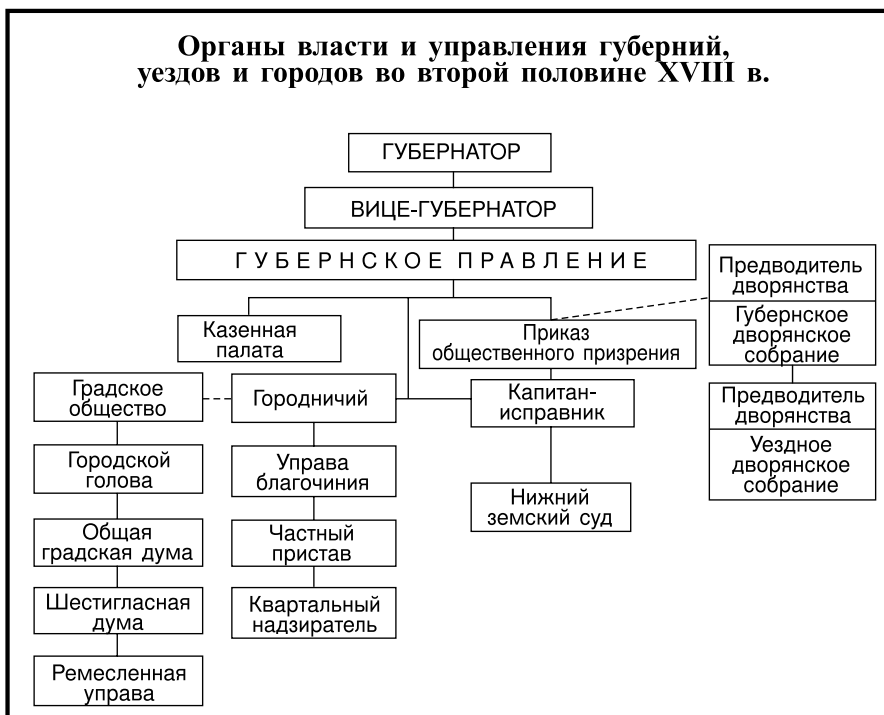 Органы власти и управления губерний,
уездов и городов во второй половине XVIII в.
ГУБЕРНАТОР
ВИЦЕ-ГУБЕРНАТОР
ГУБЕРНСКОЕ ПРАВЛЕНИЕ
Предводитель
дворянства
Губернское
дворянское
собрание
Казенная
палата
Приказ
общественного призрения
Градское
общество
Городничий
Капитан-
исправник
Предводитель
дворянства
Уездное
дворянское
собрание
Городской
голова
Управа
благочиния
Нижний
земский суд
Общая
градская дума
Частный
пристав
Шестигласная
дума
Квартальный
надзиратель
Ремесленная
управа